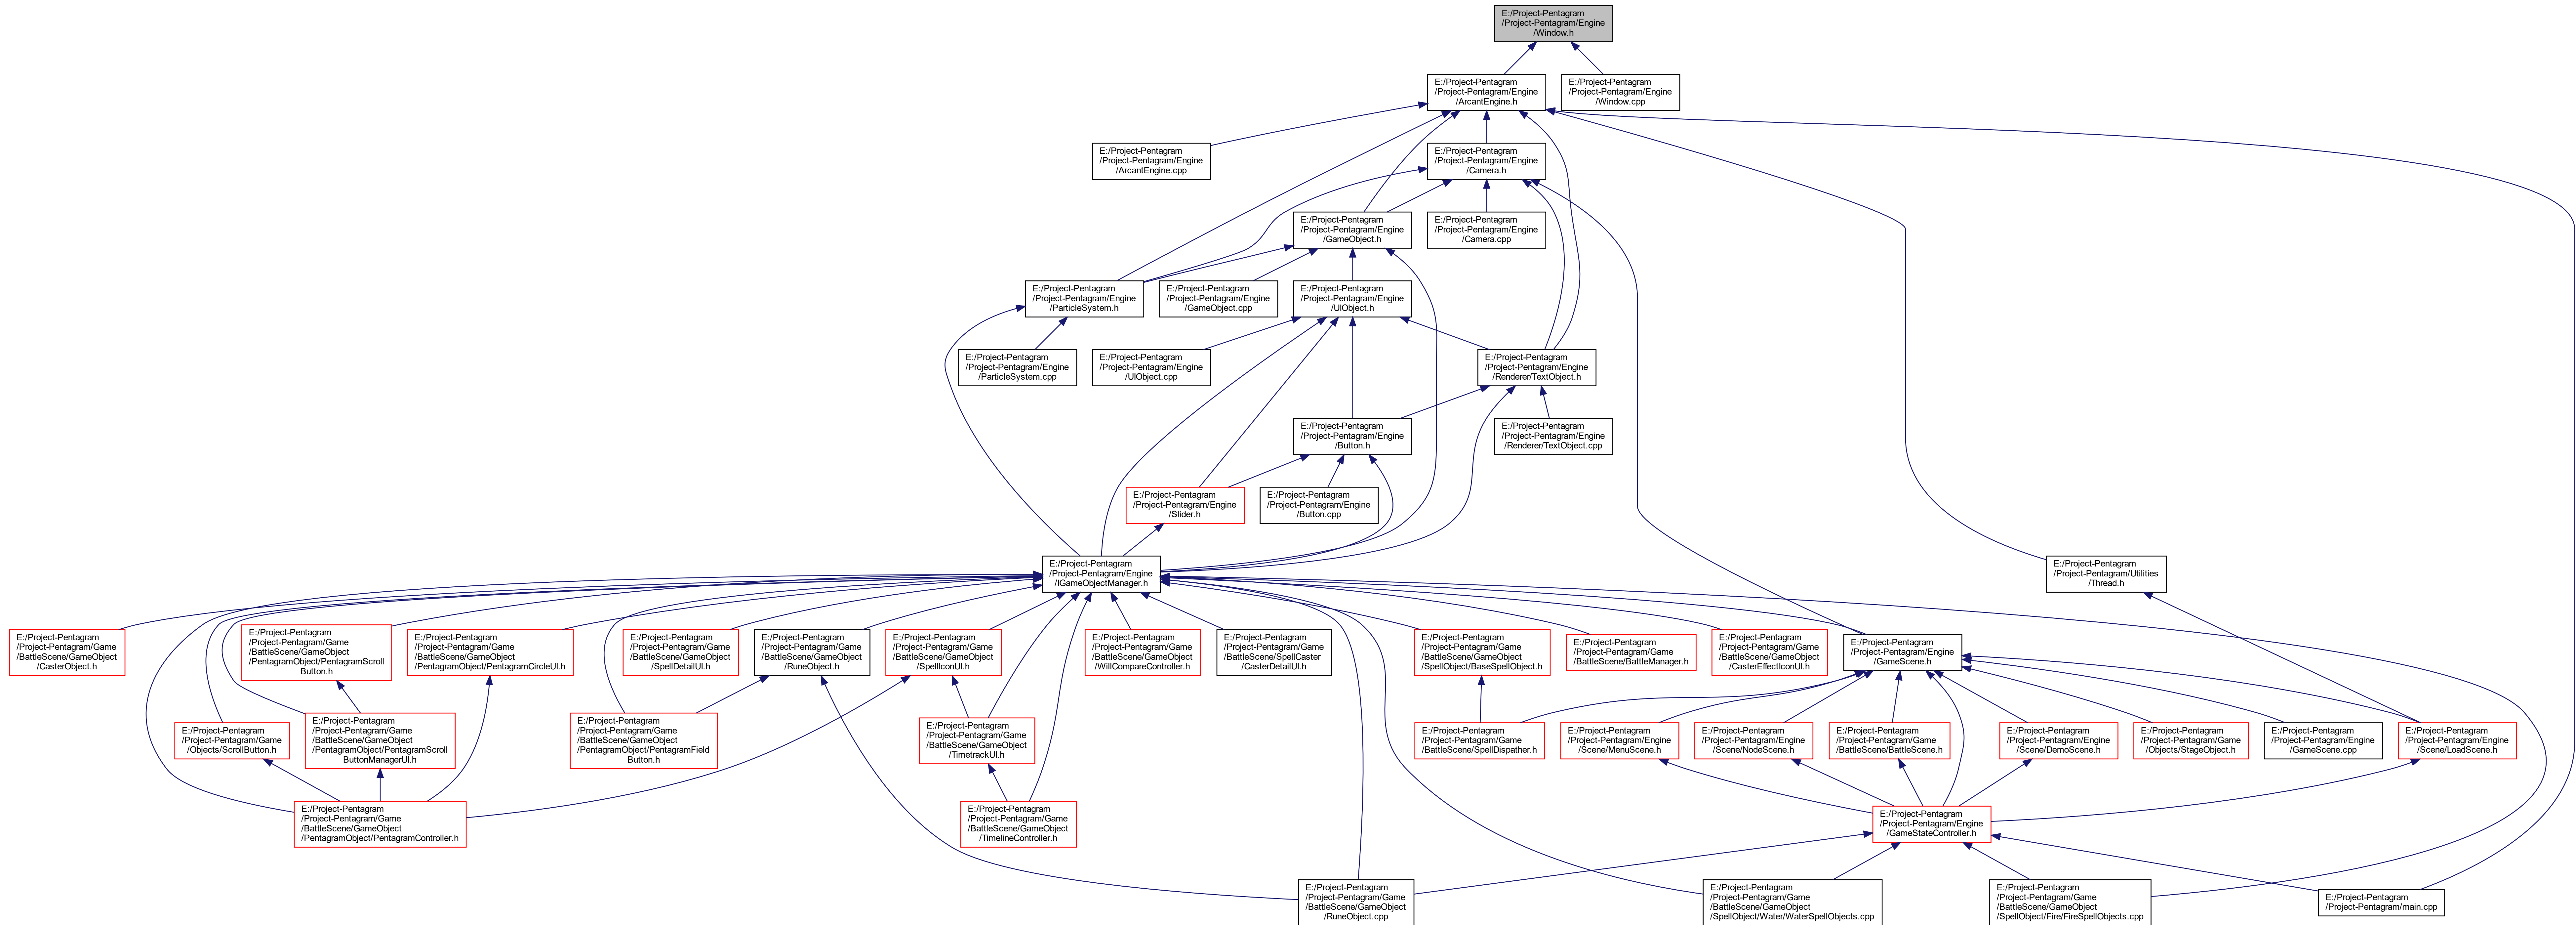 E:/Project-Pentagram
/Project-Pentagram/Engine
/Window.h
E:/Project-Pentagram
/Project-Pentagram/Engine
/ArcantEngine.h
E:/Project-Pentagram
/Project-Pentagram/Engine
/Window.cpp
E:/Project-Pentagram
/Project-Pentagram/Engine
/ArcantEngine.cpp
E:/Project-Pentagram
/Project-Pentagram/Engine
/Camera.h
E:/Project-Pentagram
/Project-Pentagram/Engine
/GameObject.h
E:/Project-Pentagram
/Project-Pentagram/Engine
/Camera.cpp
E:/Project-Pentagram
/Project-Pentagram/Engine
/ParticleSystem.h
E:/Project-Pentagram
/Project-Pentagram/Engine
/GameObject.cpp
E:/Project-Pentagram
/Project-Pentagram/Engine
/UIObject.h
E:/Project-Pentagram
/Project-Pentagram/Engine
/ParticleSystem.cpp
E:/Project-Pentagram
/Project-Pentagram/Engine
/UIObject.cpp
E:/Project-Pentagram
/Project-Pentagram/Engine
/Renderer/TextObject.h
E:/Project-Pentagram
/Project-Pentagram/Engine
/Button.h
E:/Project-Pentagram
/Project-Pentagram/Engine
/Renderer/TextObject.cpp
E:/Project-Pentagram
/Project-Pentagram/Engine
/Slider.h
E:/Project-Pentagram
/Project-Pentagram/Engine
/Button.cpp
E:/Project-Pentagram
/Project-Pentagram/Engine
/IGameObjectManager.h
E:/Project-Pentagram
/Project-Pentagram/Utilities
/Thread.h
E:/Project-Pentagram
/Project-Pentagram/Game
/BattleScene/GameObject
/CasterObject.h
E:/Project-Pentagram
/Project-Pentagram/Game
/BattleScene/GameObject
/PentagramObject/PentagramScroll
Button.h
E:/Project-Pentagram
/Project-Pentagram/Game
/BattleScene/GameObject
/PentagramObject/PentagramCircleUI.h
E:/Project-Pentagram
/Project-Pentagram/Game
/BattleScene/GameObject
/SpellDetailUI.h
E:/Project-Pentagram
/Project-Pentagram/Game
/BattleScene/GameObject
/RuneObject.h
E:/Project-Pentagram
/Project-Pentagram/Game
/BattleScene/GameObject
/SpellIconUI.h
E:/Project-Pentagram
/Project-Pentagram/Game
/BattleScene/GameObject
/WillCompareController.h
E:/Project-Pentagram
/Project-Pentagram/Game
/BattleScene/SpellCaster
/CasterDetailUI.h
E:/Project-Pentagram
/Project-Pentagram/Game
/BattleScene/GameObject
/SpellObject/BaseSpellObject.h
E:/Project-Pentagram
/Project-Pentagram/Game
/BattleScene/BattleManager.h
E:/Project-Pentagram
/Project-Pentagram/Game
/BattleScene/GameObject
/CasterEffectIconUI.h
E:/Project-Pentagram
/Project-Pentagram/Engine
/GameScene.h
E:/Project-Pentagram
/Project-Pentagram/Game
/Objects/ScrollButton.h
E:/Project-Pentagram
/Project-Pentagram/Game
/BattleScene/GameObject
/PentagramObject/PentagramScroll
ButtonManagerUI.h
E:/Project-Pentagram
/Project-Pentagram/Game
/BattleScene/GameObject
/PentagramObject/PentagramField
Button.h
E:/Project-Pentagram
/Project-Pentagram/Game
/BattleScene/GameObject
/TimetrackUI.h
E:/Project-Pentagram
/Project-Pentagram/Game
/BattleScene/SpellDispather.h
E:/Project-Pentagram
/Project-Pentagram/Engine
/Scene/MenuScene.h
E:/Project-Pentagram
/Project-Pentagram/Engine
/Scene/NodeScene.h
E:/Project-Pentagram
/Project-Pentagram/Game
/BattleScene/BattleScene.h
E:/Project-Pentagram
/Project-Pentagram/Engine
/Scene/DemoScene.h
E:/Project-Pentagram
/Project-Pentagram/Game
/Objects/StageObject.h
E:/Project-Pentagram
/Project-Pentagram/Engine
/GameScene.cpp
E:/Project-Pentagram
/Project-Pentagram/Engine
/Scene/LoadScene.h
E:/Project-Pentagram
/Project-Pentagram/Game
/BattleScene/GameObject
/PentagramObject/PentagramController.h
E:/Project-Pentagram
/Project-Pentagram/Game
/BattleScene/GameObject
/TimelineController.h
E:/Project-Pentagram
/Project-Pentagram/Engine
/GameStateController.h
E:/Project-Pentagram
/Project-Pentagram/Game
/BattleScene/GameObject
/RuneObject.cpp
E:/Project-Pentagram
/Project-Pentagram/Game
/BattleScene/GameObject
/SpellObject/Water/WaterSpellObjects.cpp
E:/Project-Pentagram
/Project-Pentagram/Game
/BattleScene/GameObject
/SpellObject/Fire/FireSpellObjects.cpp
E:/Project-Pentagram
/Project-Pentagram/main.cpp